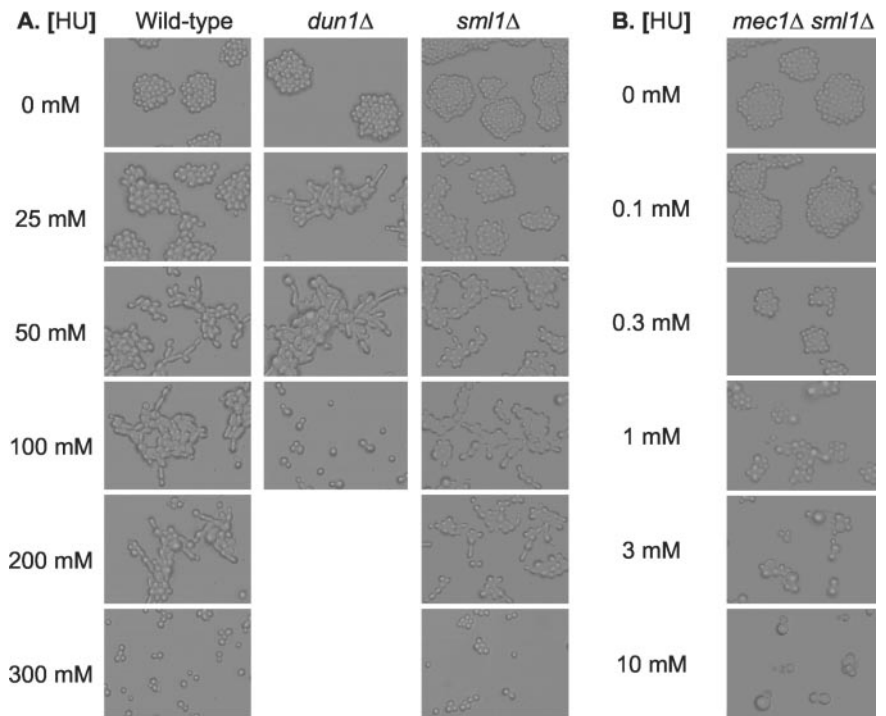 A. [HU] Wild-type dun1Δ sml1Δ
0 mM
25 mM
50 mM
100 mM
200 mM
300 mM
B. [HU] mec1Δ sml1Δ
0 mM
0.1 mM
0.3 mM
1 mM
3 mM
10 mM